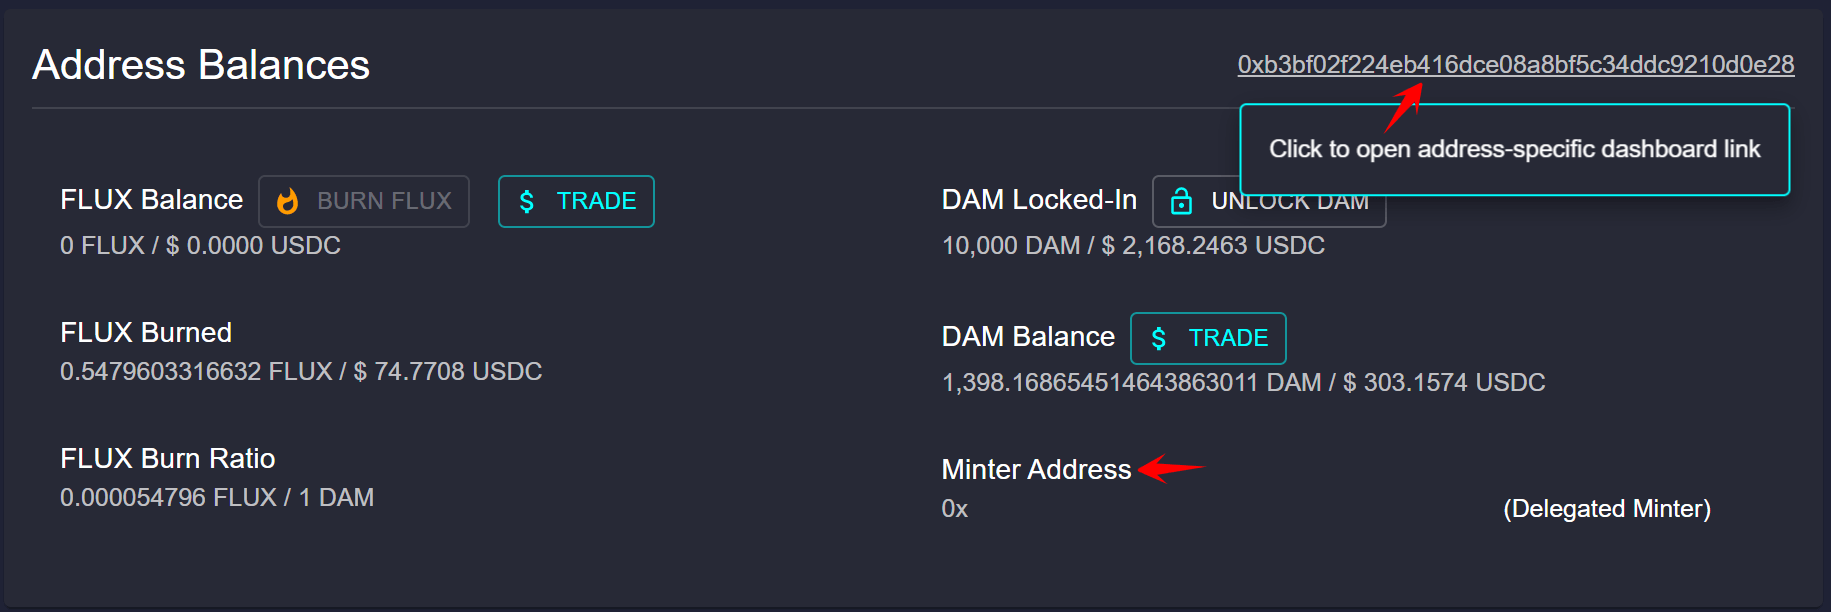 Address Balances
0xb3bf02f224eb416dce08a8bf5c34ddc9210d0e28
Click to open address-specific dashboard link
FLUX Balance
BURN FLUX
$ TRADE
0 FLUX / $ 0.0000 USDC
FLUX Burned
0.5479603316632 FLUX / $ 74.7708 USDC
FLUX Burn Ratio
0.000054796 FLUX / 1 DAM
DAM Locked-In
UNLOCK DAM
10,000 DAM / $ 2,168.2463 USDC
DAM Balance
$ TRADE
1,398.168654514643863011 DAM / $ 303.1574 USDC
Minter Address
0x
(Delegated Minter)